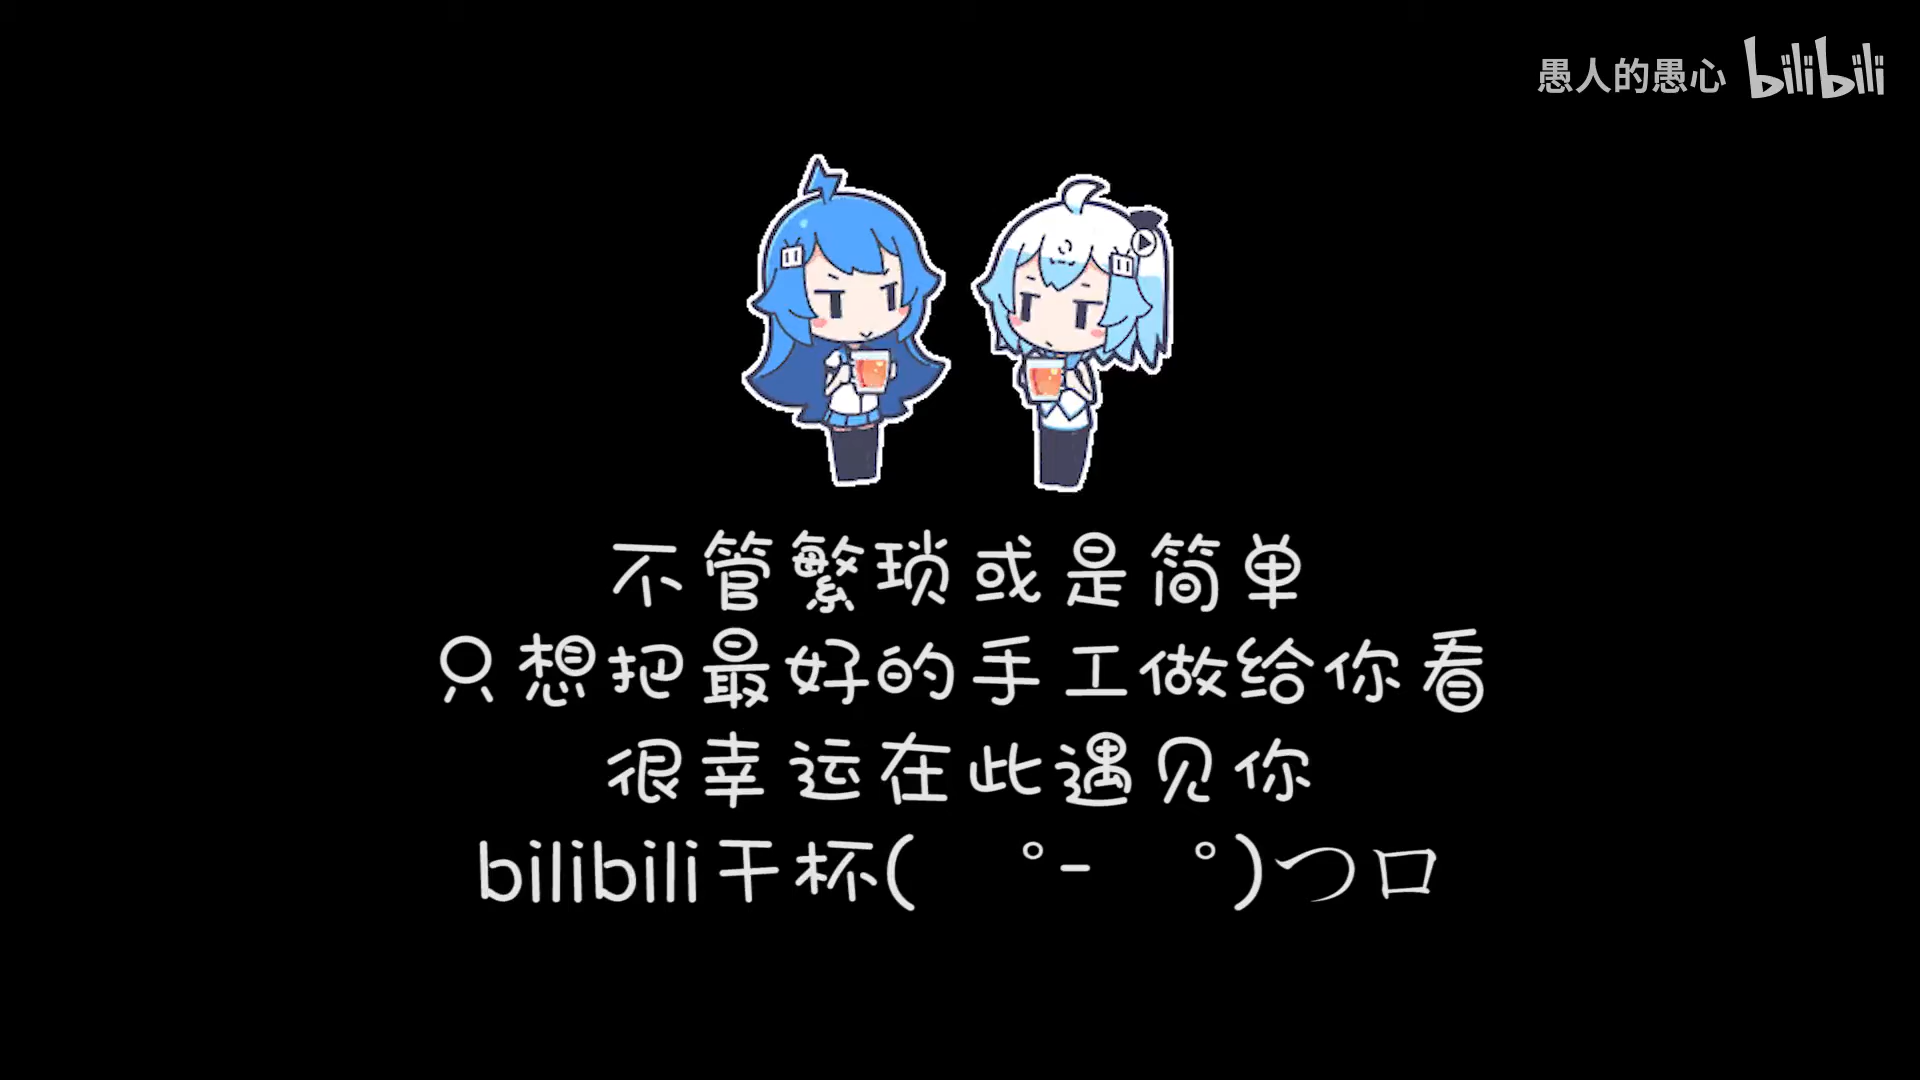 愚人的愚心 bilibili
不管繁琐或是简单
只想把最好的手工做给你看
很幸运在此遇见你
bilibili干杯( ゜- ゜)つ口